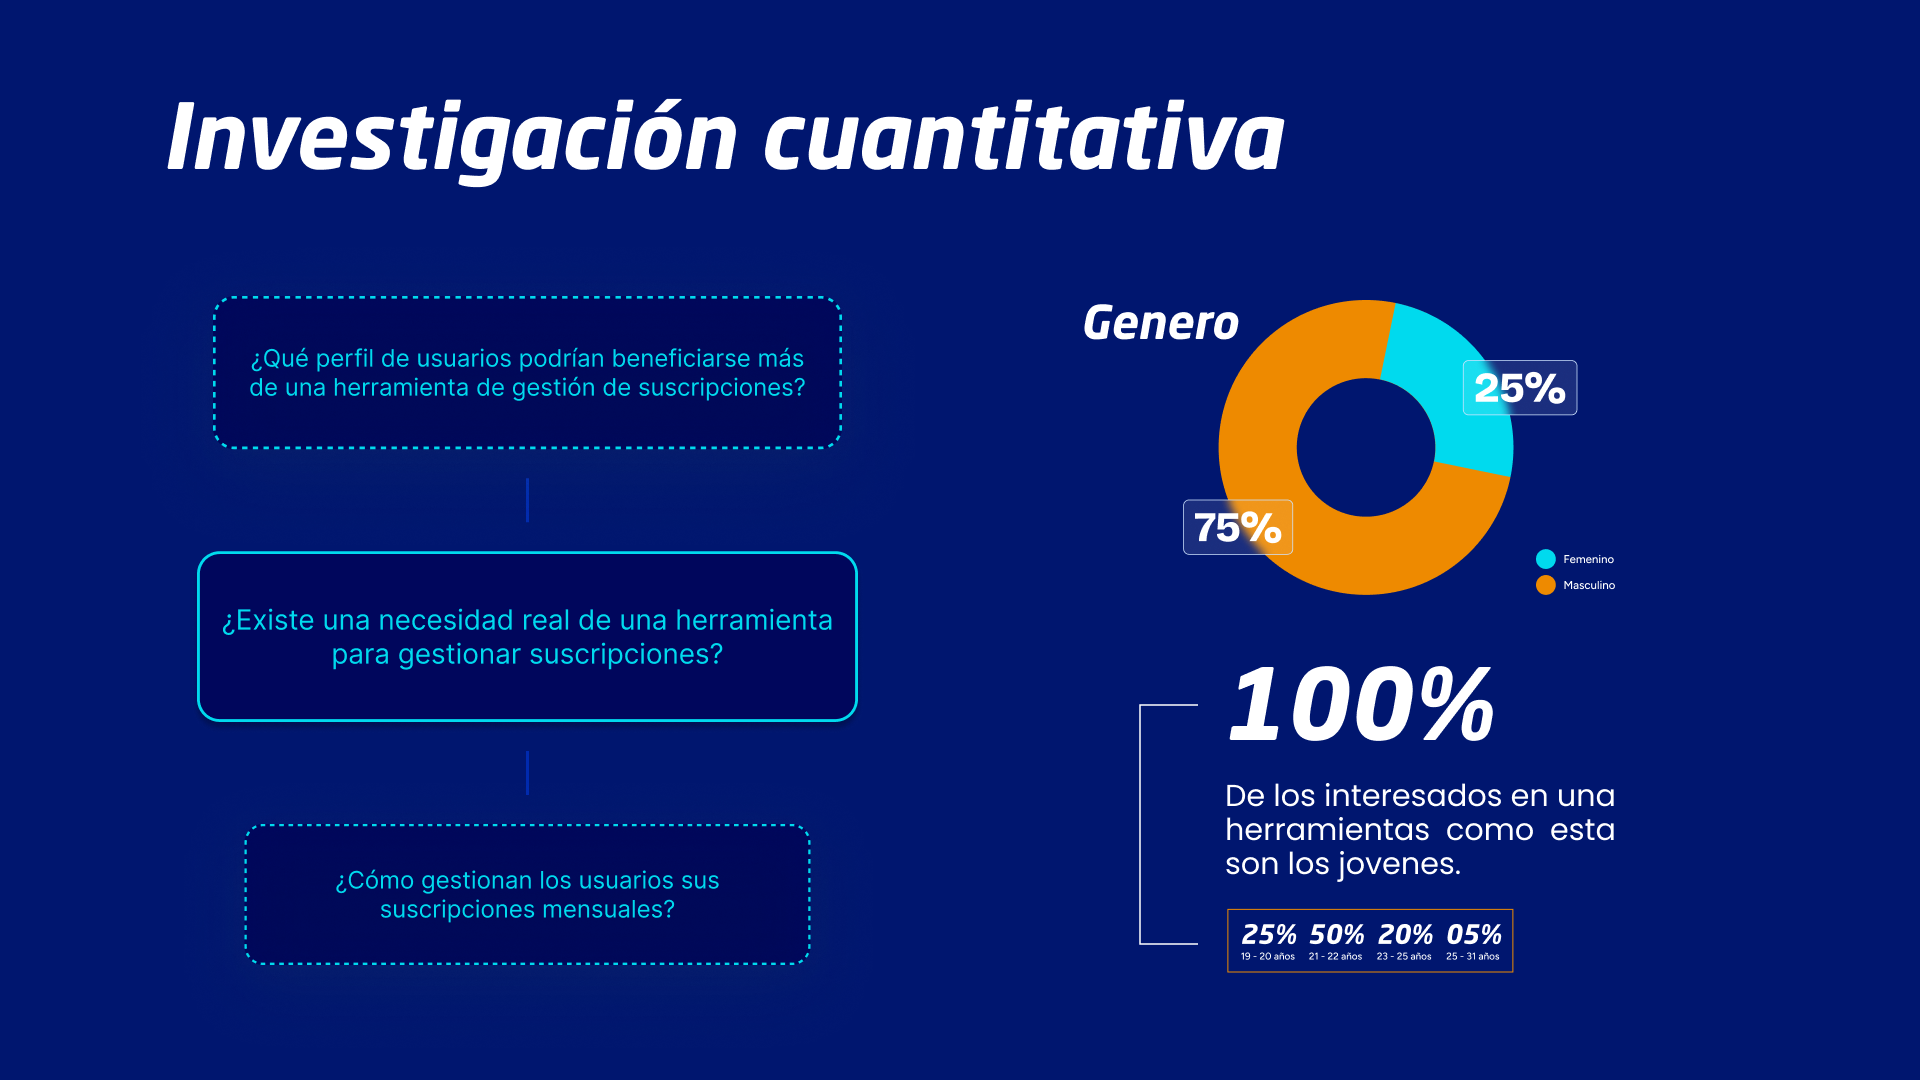 Investigación cuantitativa
¿Qué perfil de usuarios podrían beneficiarse más
de una herramienta de gestión de suscripciones?
¿Existe una necesidad real de una herramienta
para gestionar suscripciones?
¿Cómo gestionan los usuarios sus
suscripciones mensuales?
Genero
25%
75%
Femenino
Masculino
100%
De los interesados en una
herramientas como esta
son los jovenes.
25% 50% 20% 05%
19 - 20 años 21 - 22 años 23 - 25 años 25 - 31 años